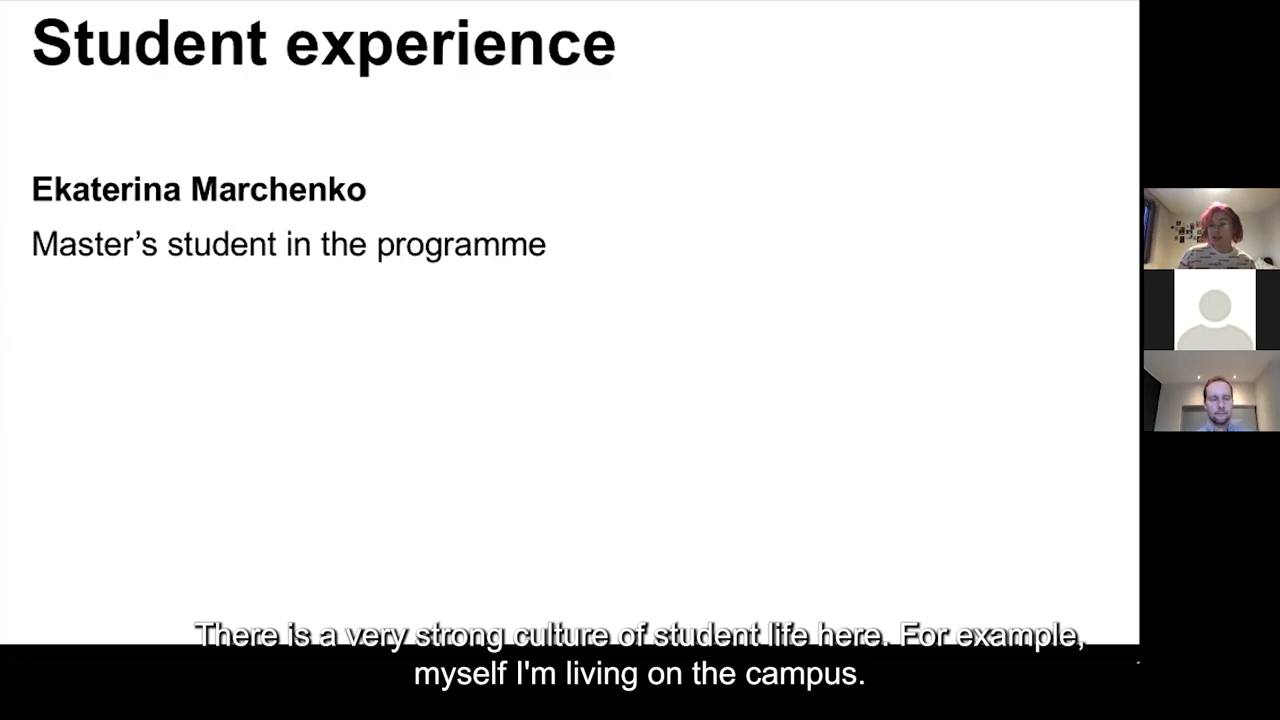 Student experience
Ekaterina Marchenko
Master’s student in the programme
There is a very strong culture of student life here. For example,
myself I'm living on the campus.